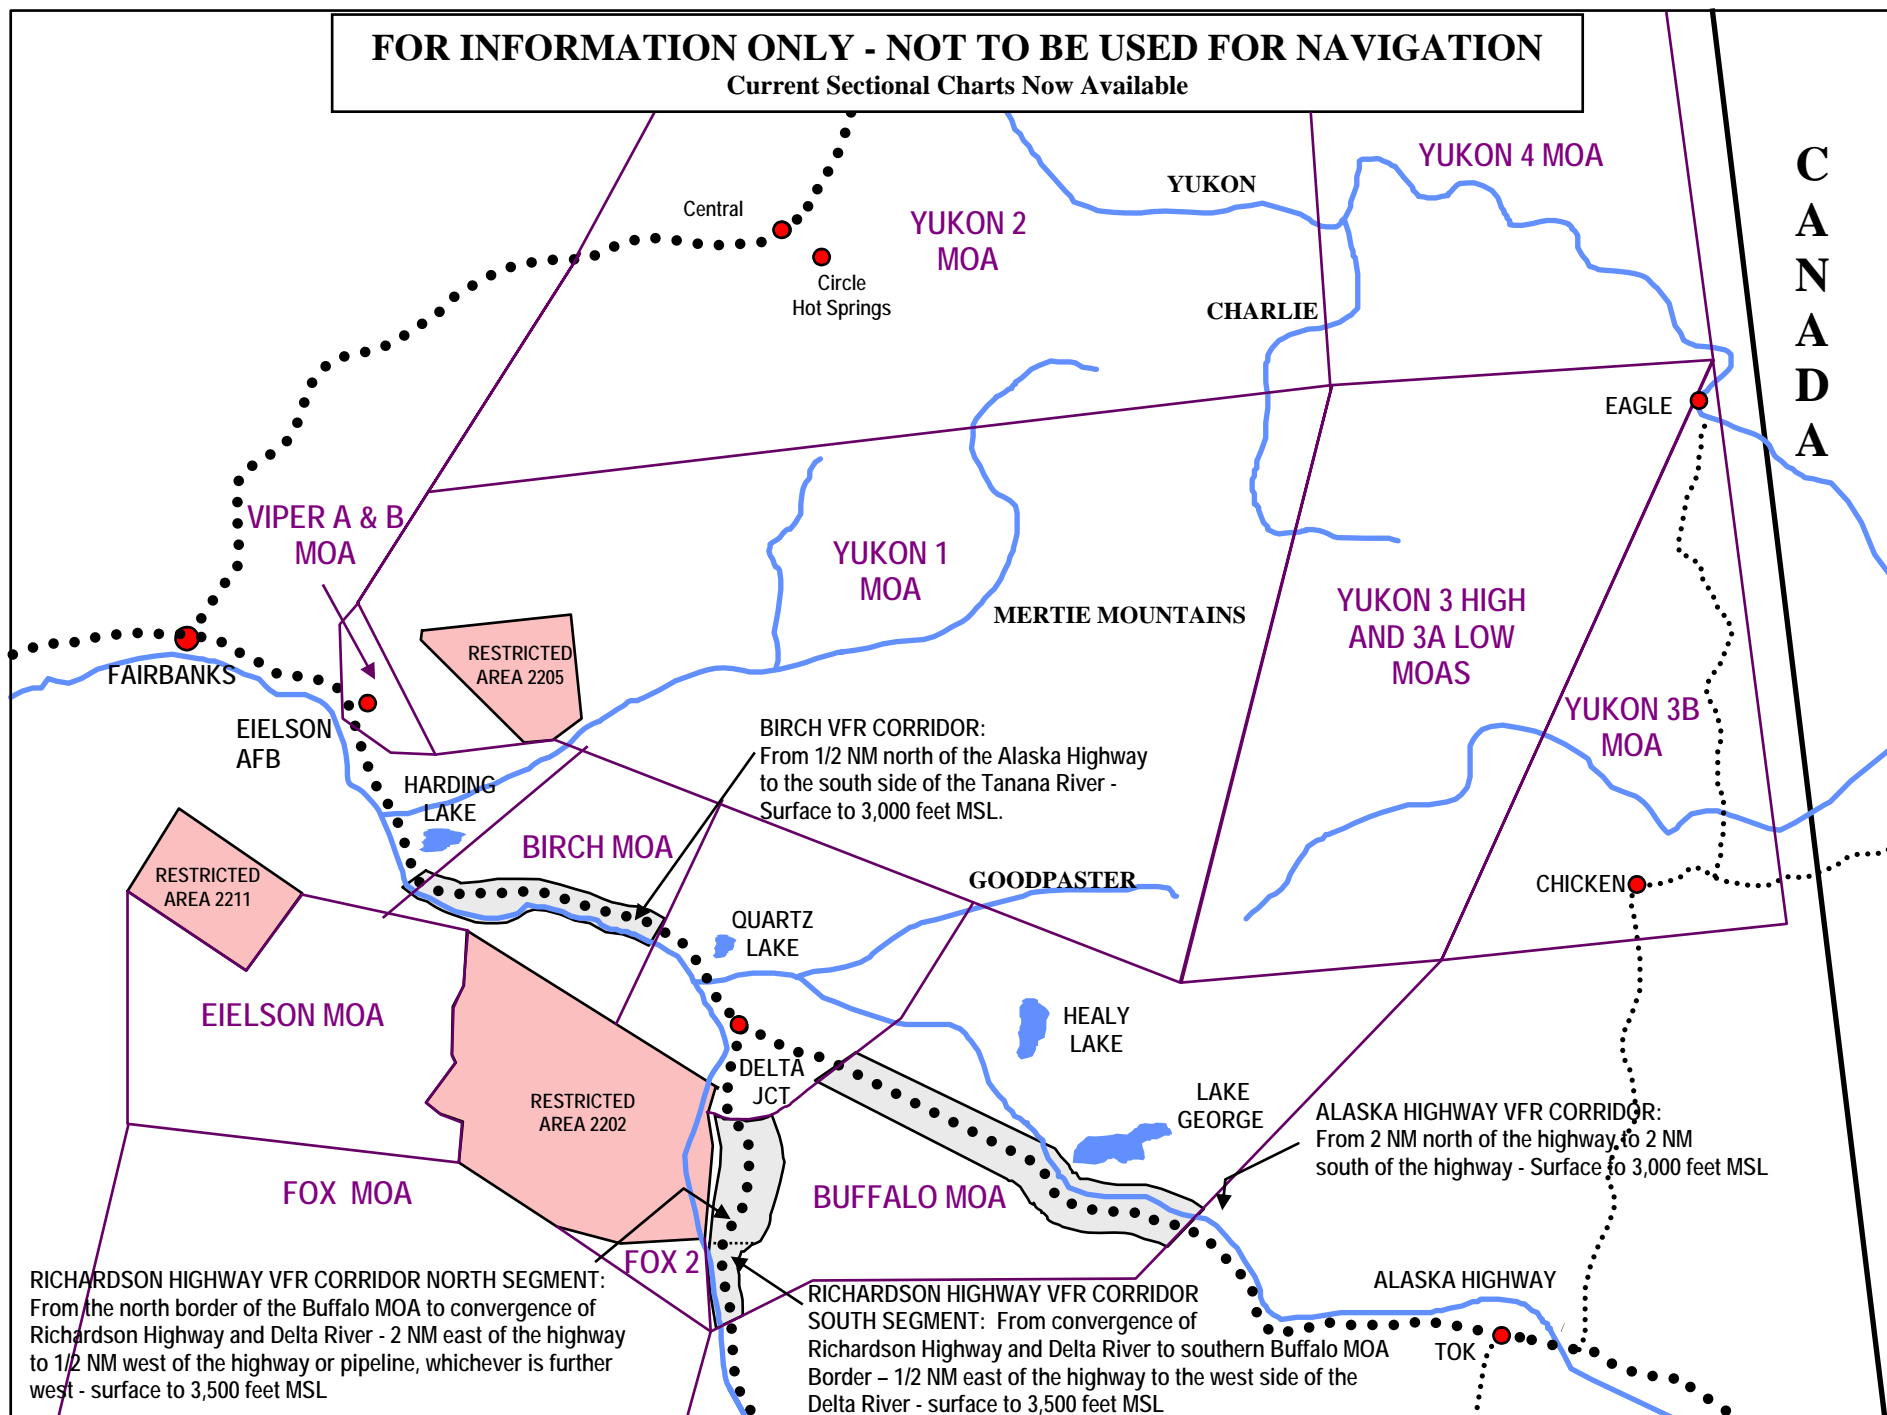 FOR INFORMATION ONLY - NOT TO BE USED FOR NAVIGATION
Current Sectional Charts Now Available
YUKON 4 MOA
C
A
N
A
D
A
YUKON
Central
YUKON 2
MOA
Circle
Hot Springs
CHARLIE
EAGLE
VIPER A & B
MOA
YUKON 1
MOA
MERTIE MOUNTAINS
YUKON 3 HIGH
AND 3A LOW
MOAS
RESTRICTED
AREA 2205
FAIRBANKS
EIELSON
AFB
YUKON 3B
MOA
BIRCH VFR CORRIDOR:
From 1/2 NM north of the Alaska Highway
to the south side of the Tanana River -
Surface to 3,000 feet MSL.
HARDING
LAKE
BIRCH MOA
RESTRICTED
AREA 2211
GOODPASTER
CHICKEN
QUARTZ
LAKE
EIELSON MOA
HEALY
LAKE
DELTA
JCT
RESTRICTED
AREA 2202
LAKE
GEORGE
ALASKA HIGHWAY VFR CORRIDOR:
From 2 NM north of the highway to 2 NM
south of the highway - Surface to 3,000 feet MSL
FOX MOA
BUFFALO MOA
FOX 2
RICHARDSON HIGHWAY VFR CORRIDOR NORTH SEGMENT:
From the north border of the Buffalo MOA to convergence of
Richardson Highway and Delta River - 2 NM east of the highway
to 1/2 NM west of the highway or pipeline, whichever is further
west - surface to 3,500 feet MSL
RICHARDSON HIGHWAY VFR CORRIDOR
SOUTH SEGMENT: From convergence of
Richardson Highway and Delta River to southern Buffalo MOA
Border – 1/2 NM east of the highway to the west side of the
Delta River - surface to 3,500 feet MSL
ALASKA HIGHWAY
TOK